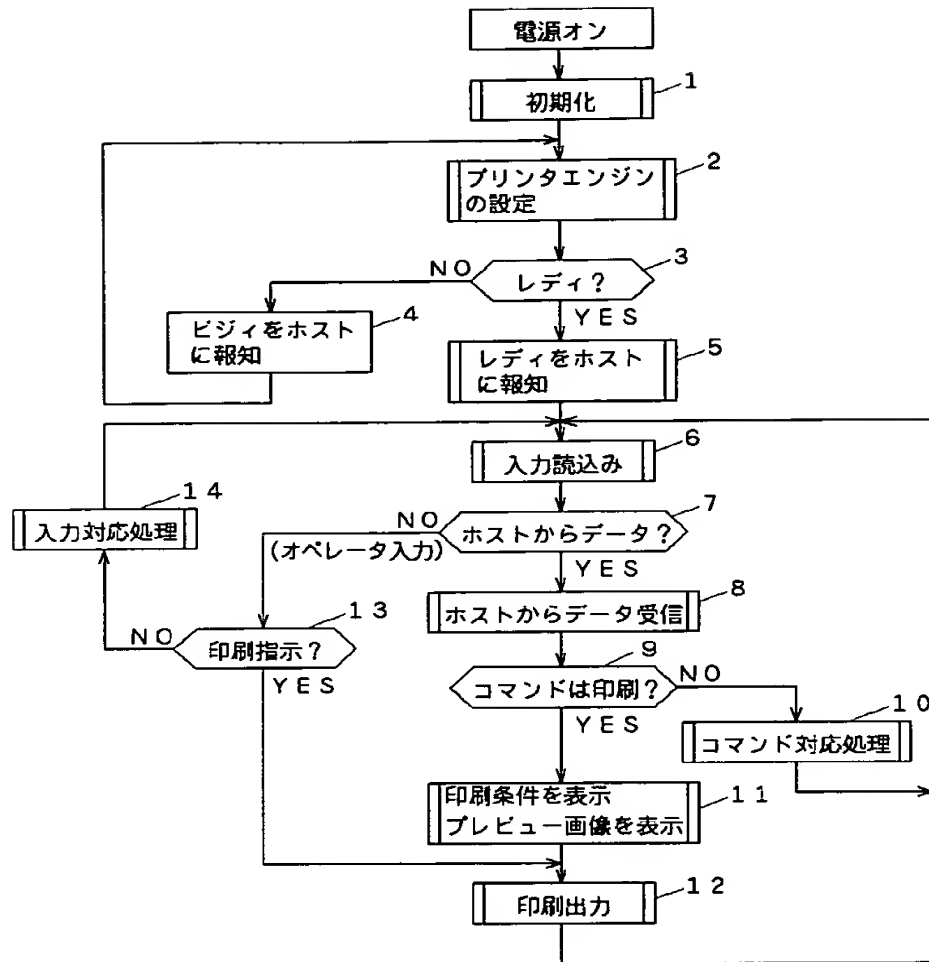 電源オン
1
初期化
2
プリンタエンジン
の設定
3
NO
レディ?
YES
4
ビジィをホスト
に報知
5
レディをホスト
に報知
6
入力読込み
14
入力対応処理
7
NO
ホストからデータ?
(オペレータ入力)
YES
8
ホストからデータ受信
13
NO
印刷指示?
YES
9
コマンドは印刷?
NO
YES
10
コマンド対応処理
印刷条件を表示
プレビュー画像を表示
11
12
印刷出力